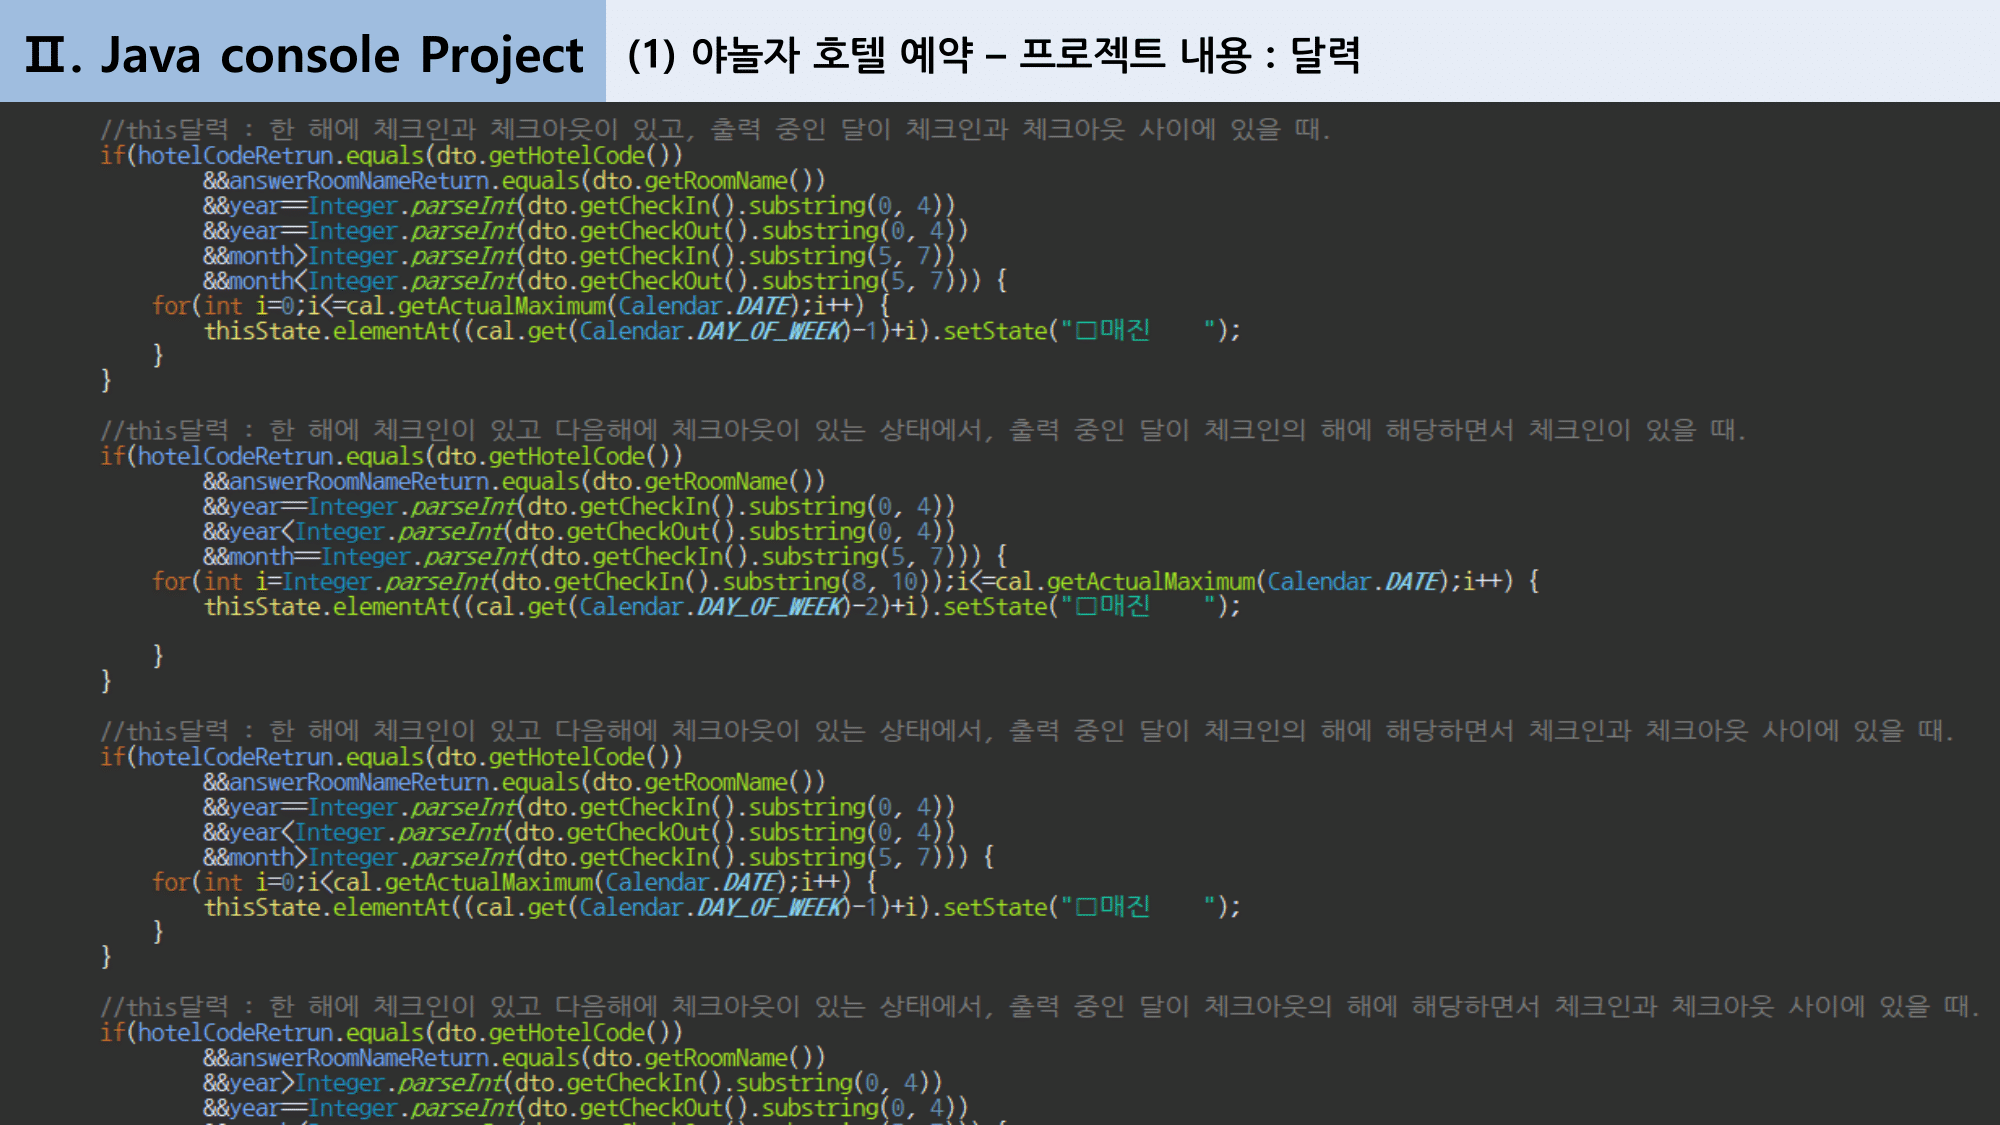 Ⅱ. Java console Project
(1) 야놀자 호텔 예약 – 프로젝트 내용 : 달력
//this달력 : 한 해에 체크인과 체크아웃이 있고, 출력 중인 달이 체크인과 체크아웃 사이에 있을 때.
if(hotelCodeRetrun.equals(dto.getHotelCode())
&&answerRoomNameReturn.equals(dto.getRoomName())
&&year==Integer.parseInt(dto.getCheckIn().substring(0, 4))
&&year==Integer.parseInt(dto.getCheckOut().substring(0, 4))
&&month>Integer.parseInt(dto.getCheckIn().substring(5, 7))
&&month<Integer.parseInt(dto.getCheckOut().substring(5, 7))) {
for(int i=0;i<=cal.getActualMaximum(Calendar.DATE);i++) {
thisState.elementAt((cal.get(Calendar.DAY_OF_WEEK)-1)+i).setState("□매진    ");
}
}
//this달력 : 한 해에 체크인이 있고 다음해에 체크아웃이 있는 상태에서, 출력 중인 달이 체크인의 해에 해당하면서 체크인이 있을 때.
if(hotelCodeRetrun.equals(dto.getHotelCode())
&&answerRoomNameReturn.equals(dto.getRoomName())
&&year==Integer.parseInt(dto.getCheckIn().substring(0, 4))
&&year<Integer.parseInt(dto.getCheckOut().substring(0, 4))
&&month==Integer.parseInt(dto.getCheckIn().substring(5, 7))) {
for(int i=Integer.parseInt(dto.getCheckIn().substring(8, 10));i<=cal.getActualMaximum(Calendar.DATE);i++) {
thisState.elementAt((cal.get(Calendar.DAY_OF_WEEK)-2)+i).setState("□매진    ");
}
}
//this달력 : 한 해에 체크인이 있고 다음해에 체크아웃이 있는 상태에서, 출력 중인 달이 체크인의 해에 해당하면서 체크인과 체크아웃 사이에 있을 때.
if(hotelCodeRetrun.equals(dto.getHotelCode())
&&answerRoomNameReturn.equals(dto.getRoomName())
&&year==Integer.parseInt(dto.getCheckIn().substring(0, 4))
&&year<Integer.parseInt(dto.getCheckOut().substring(0, 4))
&&month>Integer.parseInt(dto.getCheckIn().substring(5, 7))) {
for(int i=0;i<cal.getActualMaximum(Calendar.DATE);i++) {
thisState.elementAt((cal.get(Calendar.DAY_OF_WEEK)-1)+i).setState("□매진    ");
}
}
//this달력 : 한 해에 체크인이 있고 다음해에 체크아웃이 있는 상태에서, 출력 중인 달이 체크아웃의 해에 해당하면서 체크인과 체크아웃 사이에 있을 때.
if(hotelCodeRetrun.equals(dto.getHotelCode())
&&answerRoomNameReturn.equals(dto.getRoomName())
&&year>Integer.parseInt(dto.getCheckIn().substring(0, 4))
&&year==Integer.parseInt(dto.getCheckOut().substring(0, 4))